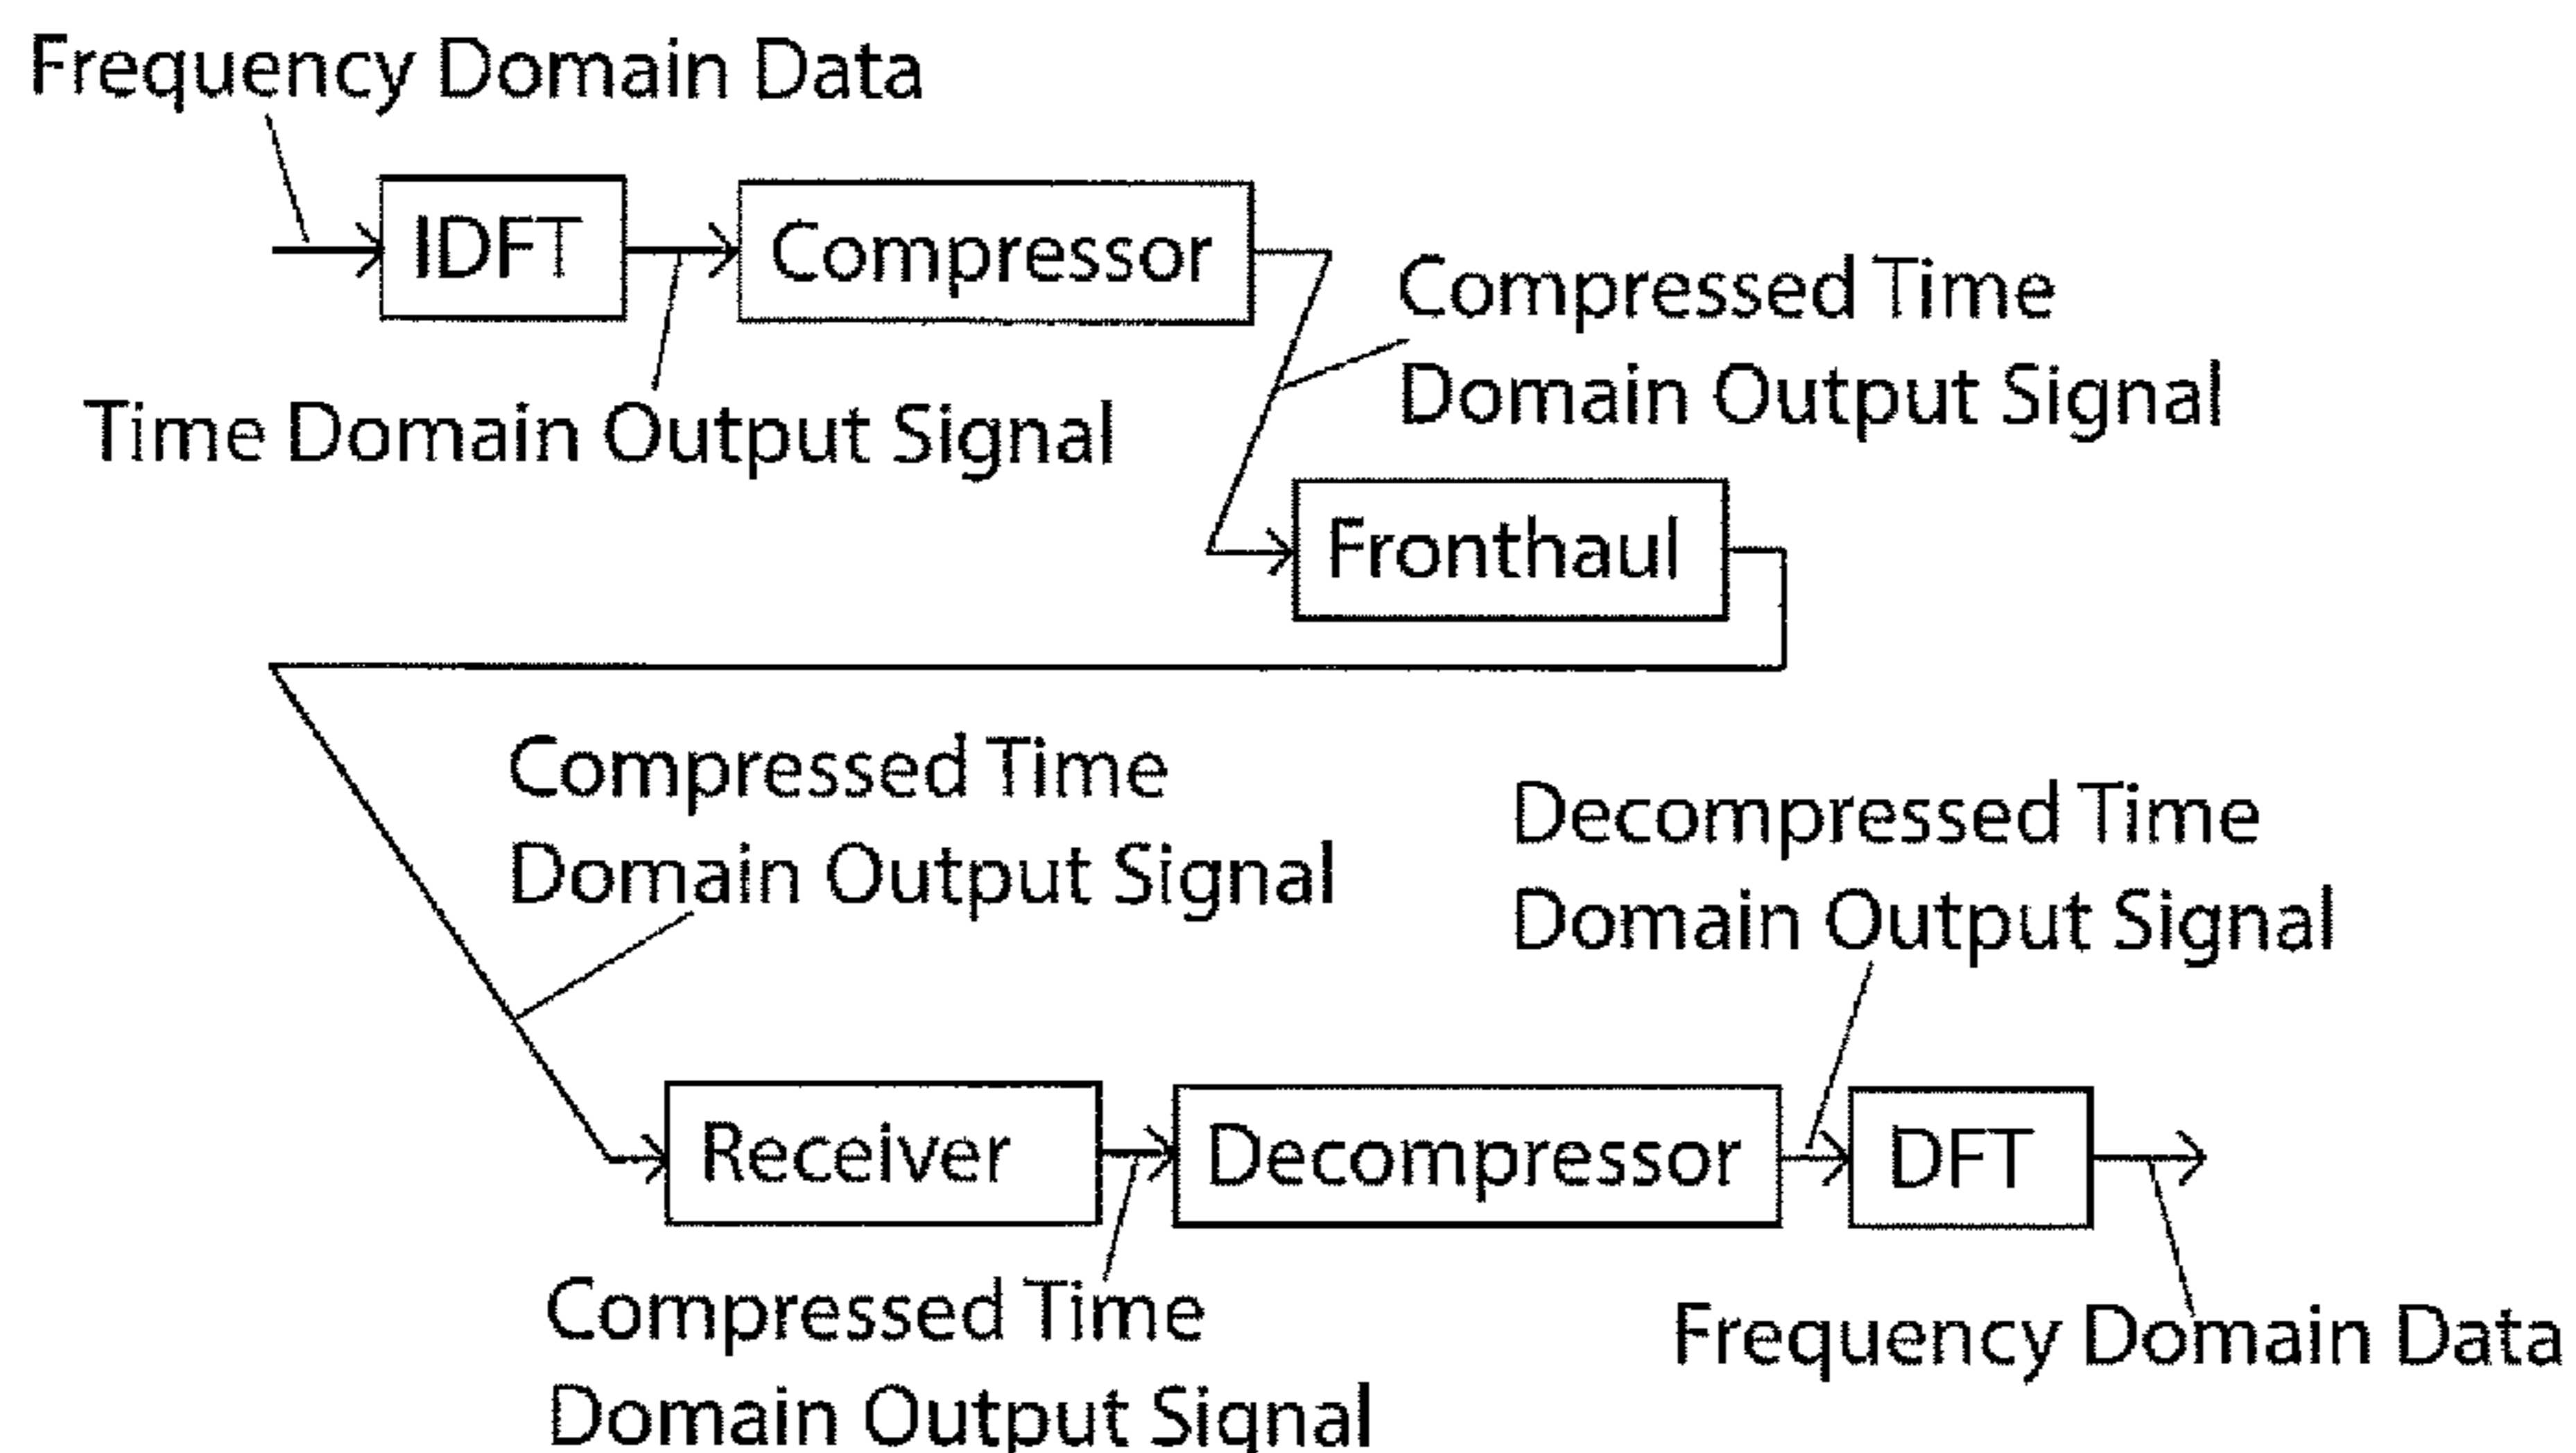 Frequency Domain Data
IDFT
Compressor
Time Domain Output Signal
Compressed Time
Domain Output Signal
Fronthaul
Compressed Time
Domain Output Signal
Decompressed Time
Domain Output Signal
Receiver
Decompressor
DFT
Compressed Time
Domain Output Signal
Frequency Domain Data